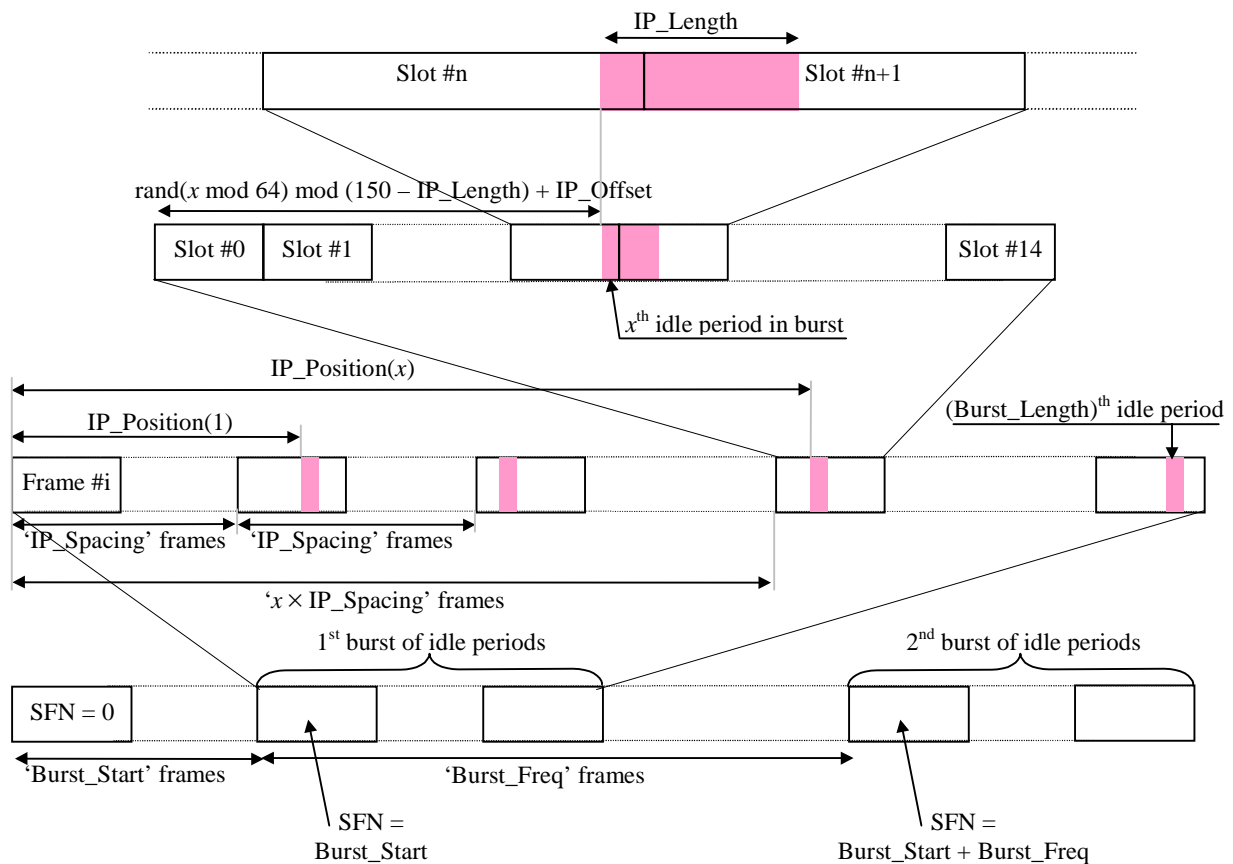 IP_Length
Slot #n
Slot #n+1
rand(x mod 64) mod (150 – IP_Length) + IP_Offset
Slot #0
Slot #1
Slot #14
xth idle period in burst
IP_Position(x)
IP_Position(1)
(Burst_Length)th idle period
Frame #i
‘IP_Spacing’ frames
‘IP_Spacing’ frames
‘x × IP_Spacing’ frames
1st burst of idle periods
2nd burst of idle periods
SFN = 0
‘Burst_Start’ frames
‘Burst_Freq’ frames
SFN =
Burst_Start
SFN =
Burst_Start + Burst_Freq